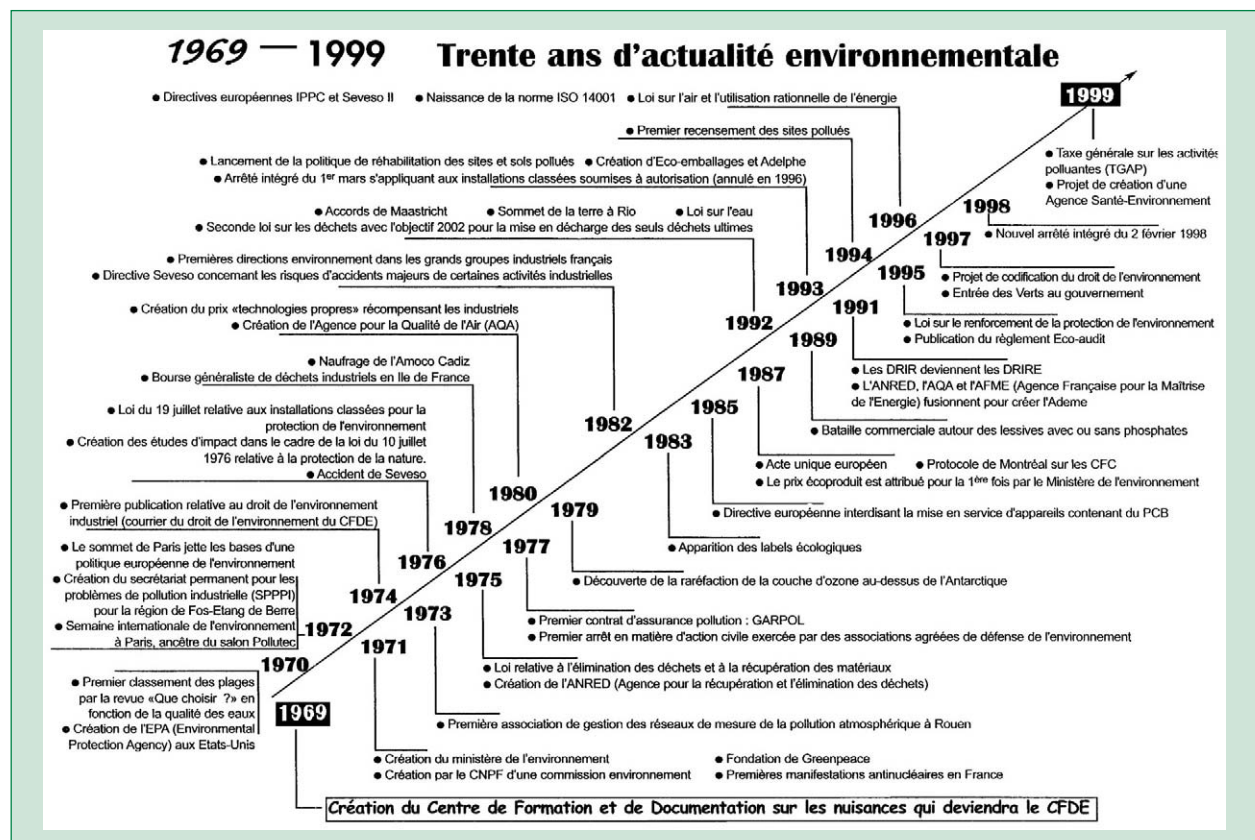 1969 — 1999 Trente ans d'actualité environnementale
● Directives européennes IPPC et Seveso II ● Naissance de la norme ISO 14001 ● Loi sur l'air et l'utilisation rationnelle de l'énergie
1999
● Premier recensement des sites pollués
● Taxe générale sur les activités
polluantes (TGAP)
● Projet de création d'une
Agence Santé-Environnement
● Lancement de la politique de réhabilitation des sites et sols pollués ● Création d'Eco-emballages et Adelphe
● Arrêté intégré du 1er mars s'appliquant aux installations classées soumises à autorisation (annulé en 1996)
● Accords de Maastricht ● Sommet de la terre à Rio ● Loi sur l'eau
● Seconde loi sur les déchets avec l'objectif 2002 pour la mise en décharge des seuls déchets ultimes
1998
● Nouvel arrêté intégré du 2 février 1998
1996
1997
● Projet de codification du droit de l'environnement
● Entrée des Verts au gouvernement
1994
1995
● Loi sur le renforcement de la protection de l'environnement
● Publication du règlement Eco-audit
● Premières directions environnement dans les grands groupes industriels français
● Directive Seveso concernant les risques d'accidents majeurs de certaines activités industrielles
1993
1991
● Les DRIR deviennent les DRIRE
● L'ANRED, l'AQA et l'AFME (Agence Française pour la Maîtrise
de l'Energie) fusionnent pour créer l'Ademe
● Création du prix «technologies propres» récompensant les industriels
● Création de l'Agence pour la Qualité de l'Air (AQA)
1992
1989
● Bataille commerciale autour des lessives avec ou sans phosphates
● Naufrage de l'Amoco Cadiz
● Bourse généraliste de déchets industriels en Ile de France
1987
● Acte unique européen ● Protocole de Montréal sur les CFC
● Le prix écoproduit est attribué pour la 1ère fois par le Ministère de l'environnement
● Loi du 19 juillet relative aux installations classées pour la
protection de l'environnement
● Création des études d'impact dans le cadre de la loi du 10 juillet
1976 relative à la protection de la nature.
● Accident de Seveso
1982
1985
● Directive européenne interdisant la mise en service d'appareils contenant du PCB
1983
● Apparition des labels écologiques
● Première publication relative au droit de l'environnement
industriel (courrier du droit de l'environnement du CFDE)
1980
1979
● Découverte de la raréfaction de la couche d'ozone au-dessus de l'Antarctique
1978
1977
● Premier contrat d'assurance pollution : GARPOL
● Premier arrêt en matière d'action civile exercée par des associations agréées de défense de l'environnement
● Le sommet de Paris jette les bases d'une
politique européenne de l'environnement
● Création du secrétariat permanent pour les
problèmes de pollution industrielle (SPPPI)
pour la région de Fos-Etang de Berre
● Semaine internationale de l'environnement
à Paris, ancêtre du salon Pollutec
1976
1975
● Loi relative à l'élimination des déchets et à la récupération des matériaux
● Création de l'ANRED (Agence pour la récupération et l'élimination des déchets)
1974
1973
● Première association de gestion des réseaux de mesure de la pollution atmosphérique à Rouen
1972
1971
● Création du ministère de l'environnement ● Fondation de Greenpeace
● Création par le CNPF d'une commission environnement ● Premières manifestations antinucléaires en France
1970
● Premier classement des plages
par la revue «Que choisir ?» en
fonction de la qualité des eaux
● Création de l'EPA (Environmental
Protection Agency) aux Etats-Unis
1969
Création du Centre de Formation et de Documentation sur les nuisances qui deviendra le CFDE